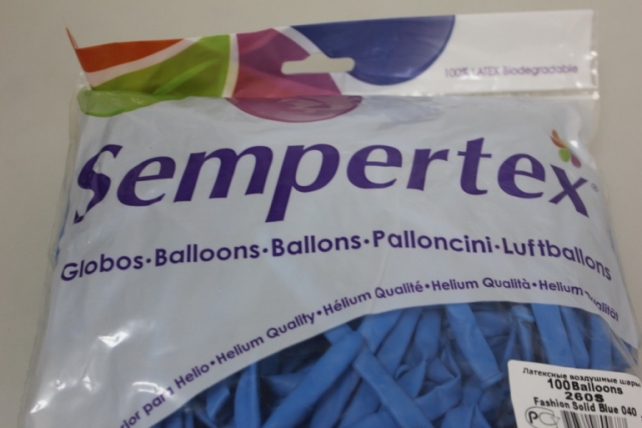 100% LATEX Biodegradable
Sempertex®
Globos·Balloons·Ballons·Palloncini·Luftballons
para Helio·Helium Quality·Hélium Qualité·Helium Qualità·Helium
Латексные воздушные шары
100Balloons
260S
Fashion Solid Blue 040